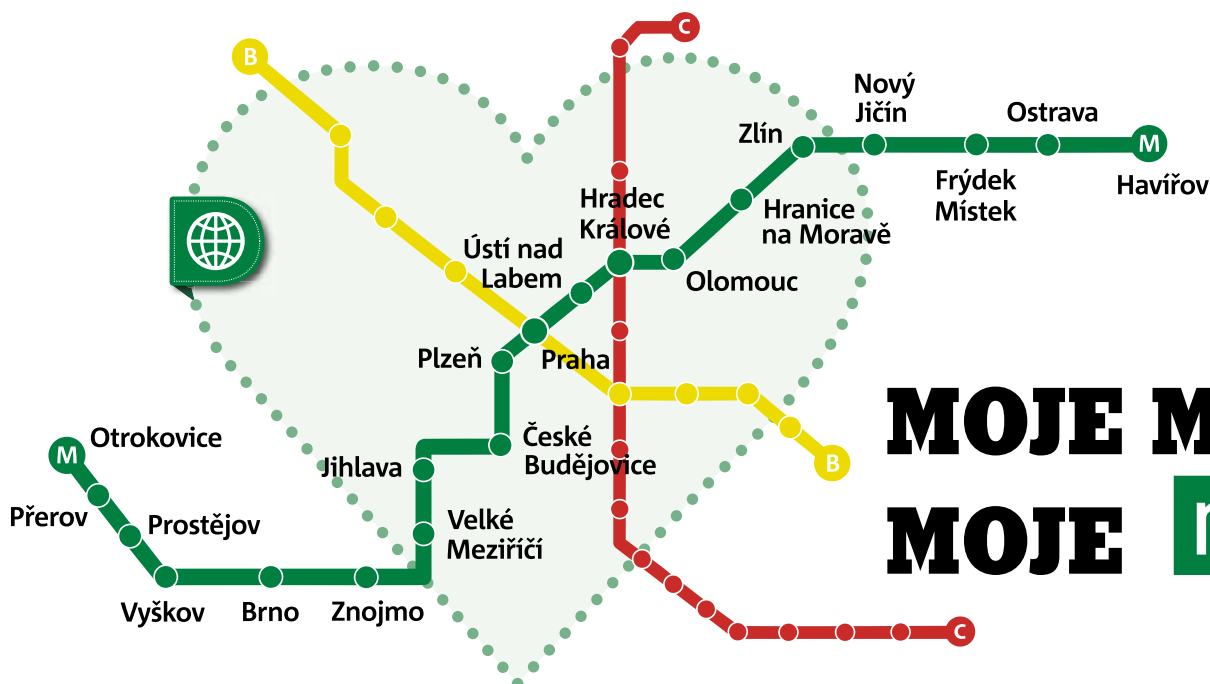 C
B
Nový
Jičín
Ostrava
Zlín
M
Havířov
Frýdek
Místek
Hradec
Králové
Hranice
na Moravě
Ústí nad
Labem
Olomouc
Plzeň
Praha
MOJE M
Otrokovice
M
České
Budějovice
B
Jihlava
Přerov
Prostějov
Velké
Meziříčí
MOJE
Vyškov
Brno
Znojmo
C